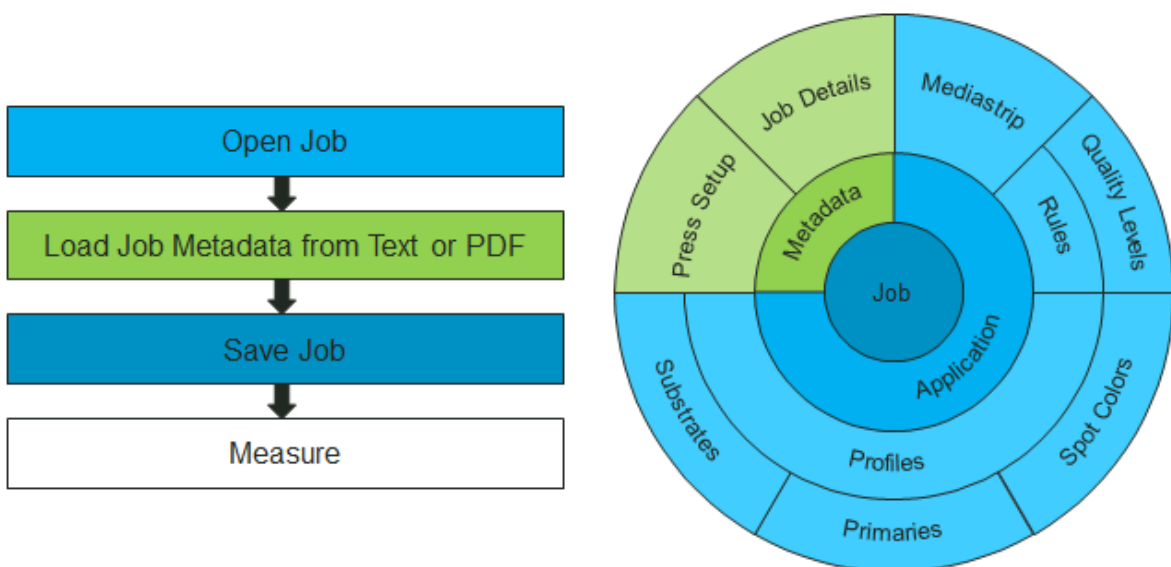 Open Job
Load Job Metadata from Text or PDF
Save Job
Measure
Job Details
Mediastrip
Press Setup
Metadata
Rules
Quality Levels
Job
Application
Substrates
Profiles
Spot Colors
Primaries